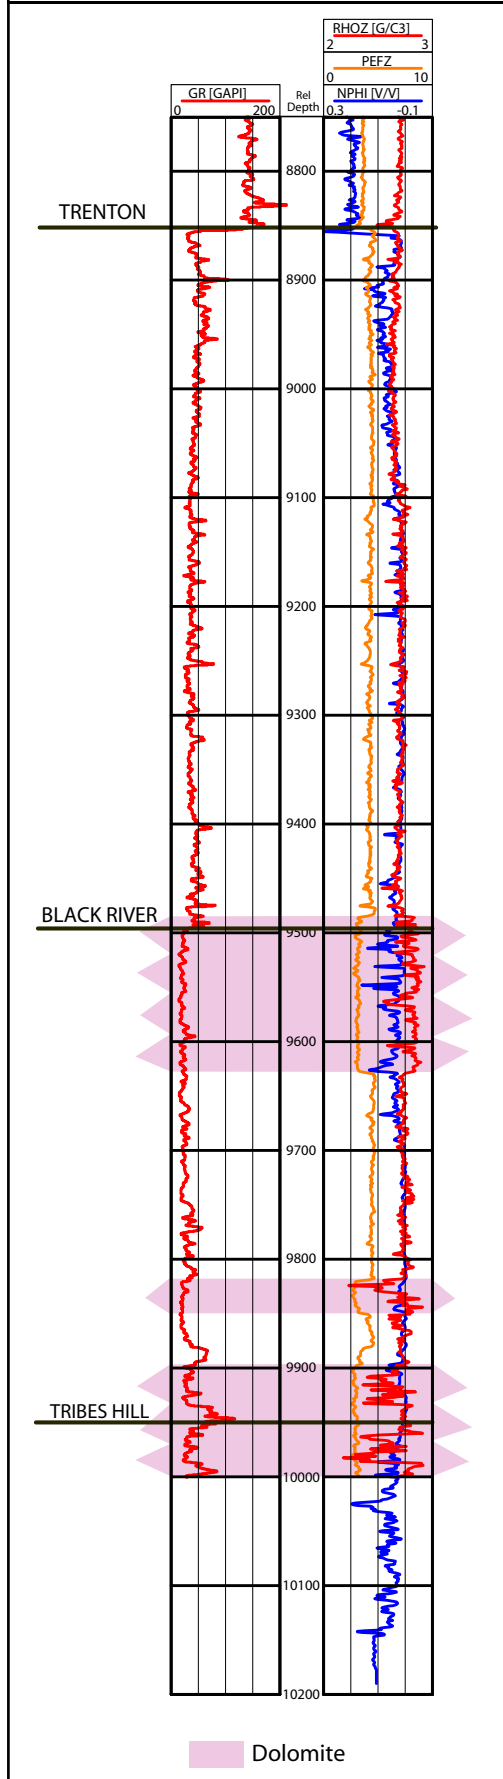 RHOZ [G/C3]
2 3
PEFZ
0 10
GR [GAPI] Rel NPHI [V/V]
0 200 Depth 0.3 -0.1
8800
TRENTON
8900
9000
9100
9200
9300
9400
BLACK RIVER
9500
9600
9700
9800
9900
TRIBES HILL
10000
10100
10200
Dolomite